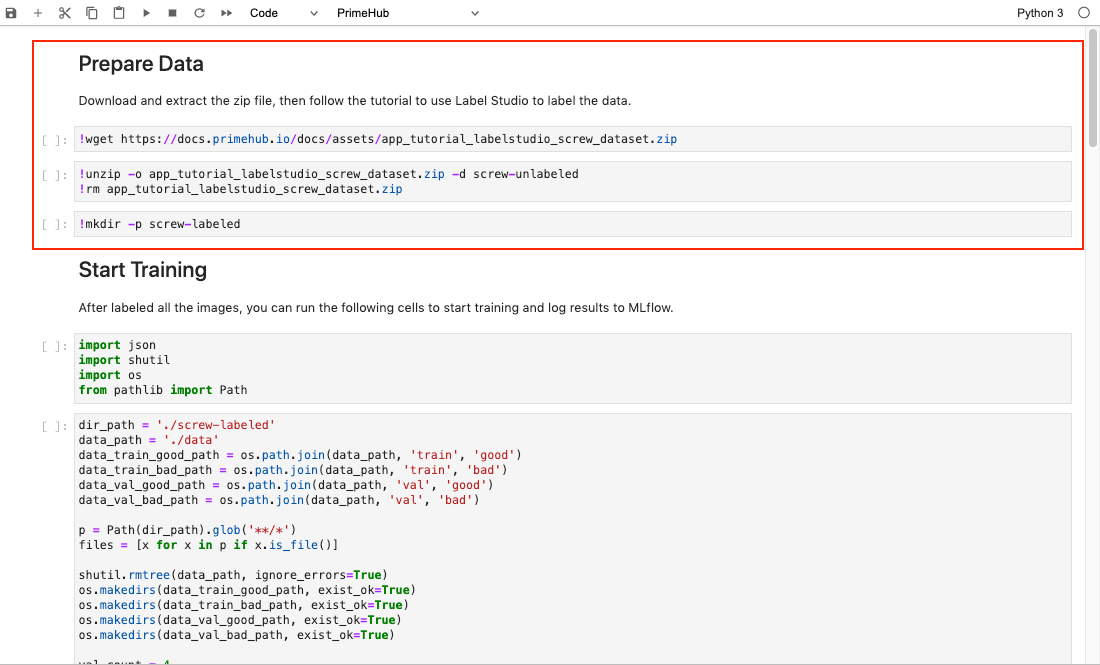 Code PrimeHub Python 3
Prepare Data
Download and extract the zip file, then follow the tutorial to use Label Studio to label the data.
[ ]: !wget https://docs.primehub.io/docs/assets/app_tutorial_labelstudio_screw_dataset.zip
[ ]: !unzip -o app_tutorial_labelstudio_screw_dataset.zip -d screw-unlabeled
!rm app_tutorial_labelstudio_screw_dataset.zip
[ ]: !mkdir -p screw-labeled
Start Training
After labeled all the images, you can run the following cells to start training and log results to MLflow.
[ ]: import json
import shutil
import os
from pathlib import Path
[ ]: dir_path = './screw-labeled'
data_path = './data'
data_train_good_path = os.path.join(data_path, 'train', 'good')
data_train_bad_path = os.path.join(data_path, 'train', 'bad')
data_val_good_path = os.path.join(data_path, 'val', 'good')
data_val_bad_path = os.path.join(data_path, 'val', 'bad')
p = Path(dir_path).glob('**/*')
files = [x for x in p if x.is_file()]
shutil.rmtree(data_path, ignore_errors=True)
os.makedirs(data_train_good_path, exist_ok=True)
os.makedirs(data_train_bad_path, exist_ok=True)
os.makedirs(data_val_good_path, exist_ok=True)
os.makedirs(data_val_bad_path, exist_ok=True)
val_count = 4